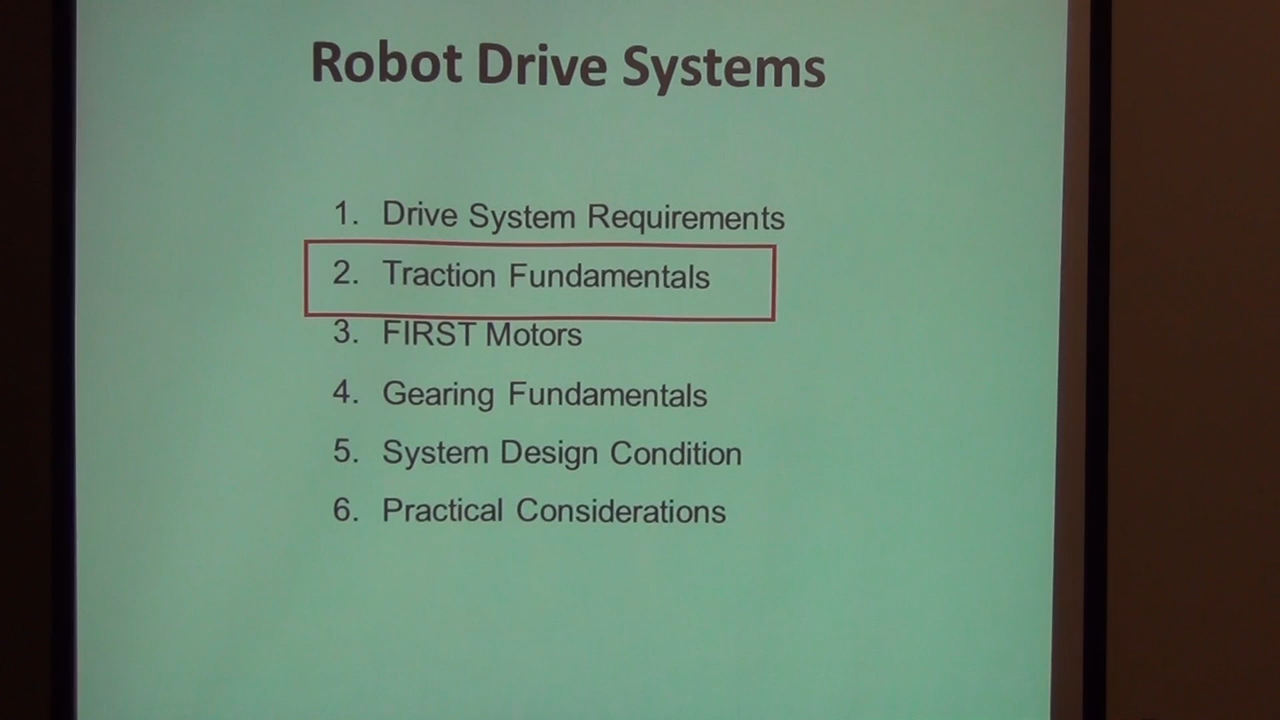 Robot Drive Systems
1. Drive System Requirements
2. Traction Fundamentals
3. FIRST Motors
4. Gearing Fundamentals
5. System Design Condition
6. Practical Considerations